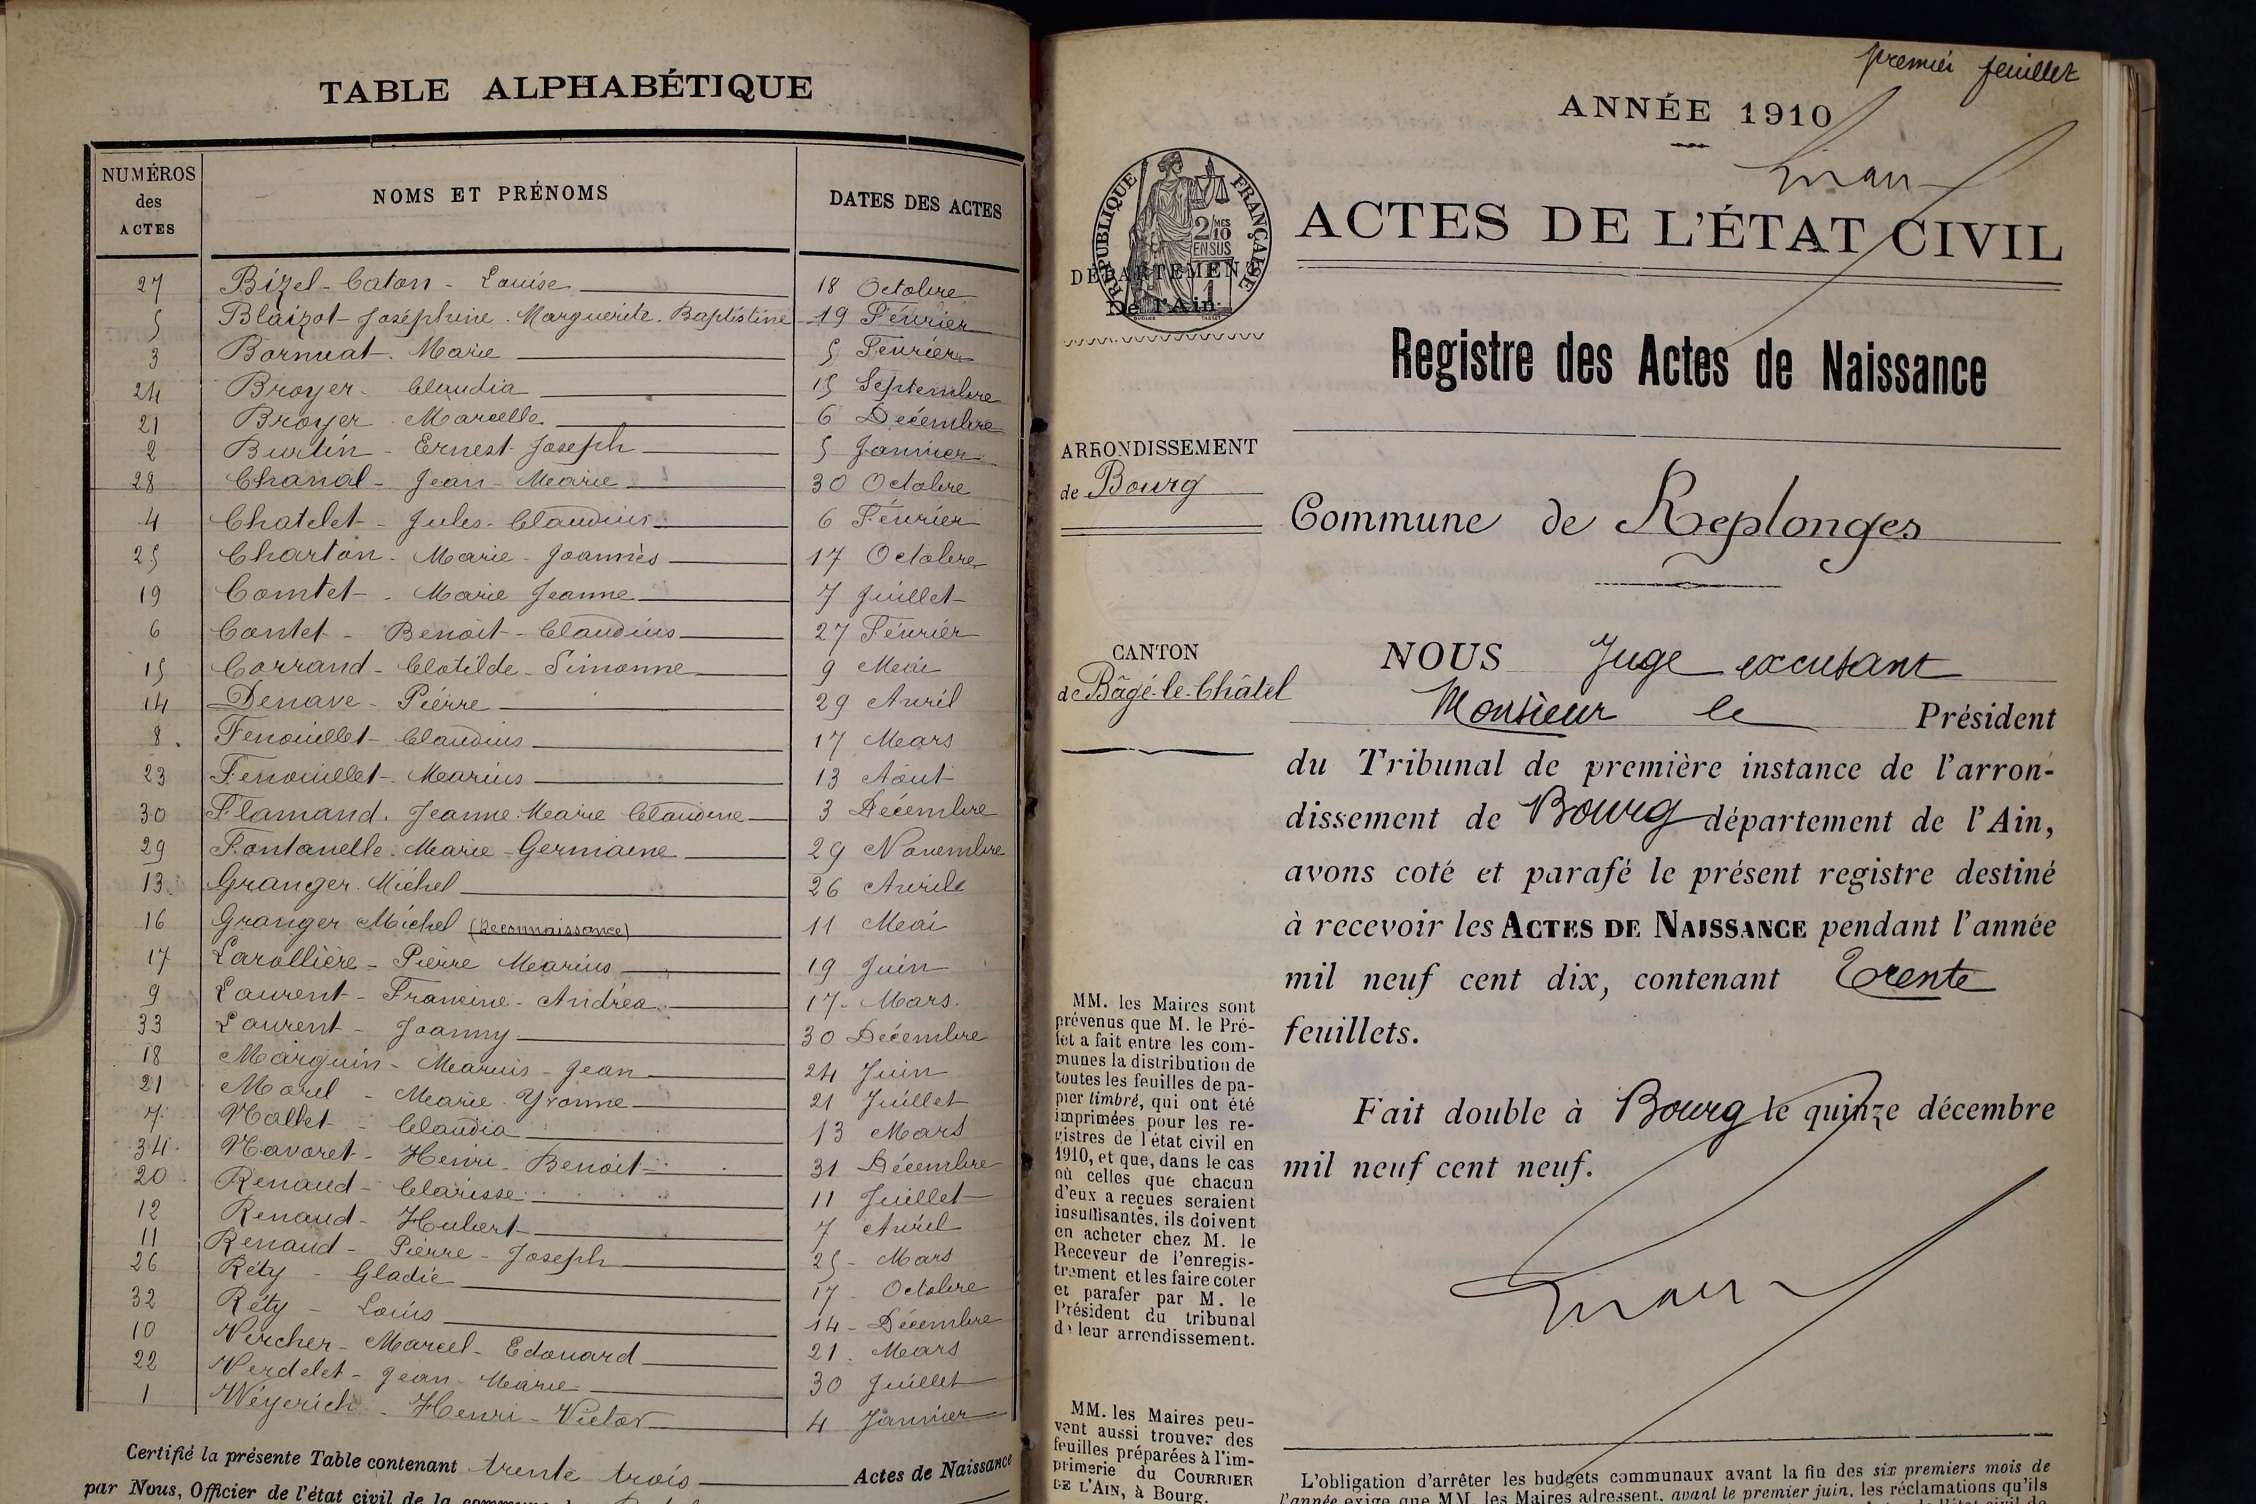 TABLE ALPHABÉTIQUE
NUMÉROS des ACTES
NOMS ET PRÉNOMS
DATES DES ACTES
27 Bizel - Caton - Louise 18 Octobre
5 Blaizot - Joséphine - Marguerite - Baptistine 19 Février
3 Bornuat - Marie 5 Février
24 Broyer - Claudia 15 Septembre
21 Broyer - Marcelle 6 Décembre
2 Burtin - Ernest Joseph 5 Janvier
28 Chanal - Jean - Marie 30 Octobre
4 Chatelet - Jules - Claudius 6 Février
25 Charton - Marie - Joannès 17 Octobre
19 Comtet - Marie Jeanne 7 Juillet
6 Contet - Benoit - Claudius 27 Février
15 Corrand - Clotilde - Simonne 9 Mai
14 Denave - Pierre 29 Avril
8 Fenouillet - Claudius 17 Mars
23 Fenouillet - Marius 13 Août
30 Flamand - Jeanne Marie Claudine 3 Décembre
29 Fontanelle - Marie - Germaine 29 Novembre
13 Granger - Michel 26 Avril
16 Granger Michel (Reconnaissance) 11 Mai
17 Larollière - Pierre Marius 19 Juin
9 Laurent - Francine - Andréa 17 - Mars
33 Laurent - Joanny 30 Décembre
18 Marguin - Marius - Jean 24 Juin
21 Morel - Marie - Yvonne 21 Juillet
7 Nallet - Claudia 13 Mars
34 Navoret - Henri - Benoit 31 Décembre
20 Renaud - Clarisse 11 Juillet
12 Renaud - Hubert 7 Avril
11 Renaud - Pierre - Joseph 25 - Mars
26 Réty - Gladie 17 - Octobre
32 Réty - Louis 14 - Décembre
10 Vercher - Marcel - Edouard 21 - Mars
22 Verdelet - Jean - Marie 30 Juillet
1 Wéyerich - Henri - Victor 4 Janvier
Certifié la présente Table contenant trente trois Actes de Naissance
par Nous, Officier de l'état civil de la commune
premier feuillet
ANNÉE 1910
RÉPUBLIQUE FRANÇAISE
2/10 MES
EN SUS
1
ACTES DE L'ÉTAT CIVIL
DÉPARTEMENT
De l'Ain
Registre des Actes de Naissance
ARRONDISSEMENT
de Bourg
Commune de Replonges
CANTON
de Bâgé-le-Châtel
NOUS Juge excusant
Monsieur le Président
du Tribunal de première instance de l'arron-
dissement de Bourg département de l'Ain,
avons coté et parafé le présent registre destiné
à recevoir les ACTES DE NAISSANCE pendant l'année
mil neuf cent dix, contenant Trente
feuillets.
Fait double à Bourg le quinze décembre
mil neuf cent neuf.
MM. les Maires sont
prévenus que M. le Pré-
fet a fait entre les com-
munes la distribution de
toutes les feuilles de pa-
pier timbré, qui ont été
imprimées pour les re-
gistres de l'état civil en
1910, et que, dans le cas
où celles que chacun
d'eux a reçues seraient
insuffisantes, ils doivent
en acheter chez M. le
Receveur de l'enregis-
trement et les faire coter
et parafer par M. le
Président du tribunal
de leur arrondissement.
MM. les Maires peu-
vent aussi trouver des
feuilles préparées à l'im-
primerie du COURRIER
DE L'AIN, à Bourg.
L'obligation d'arrêter les budgets communaux avant la fin des six premiers mois de
l'année exige que MM. les Maires adressent, avant le premier juin, les réclamations qu'ils